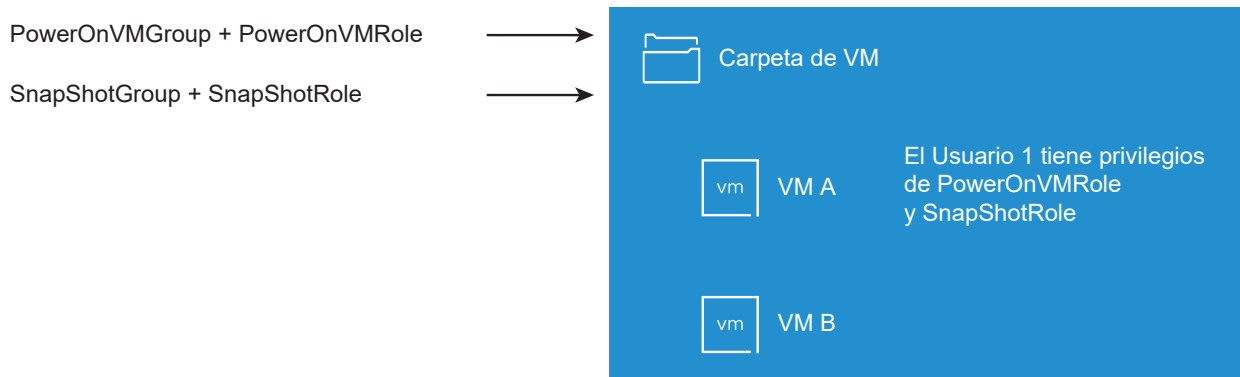 PowerOnVMGroup + PowerOnVMRole
SnapShotGroup + SnapShotRole
Carpeta de VM
vm
VM A
El Usuario 1 tiene privilegios
de PowerOnVMRole
y SnapShotRole
vm
VM B